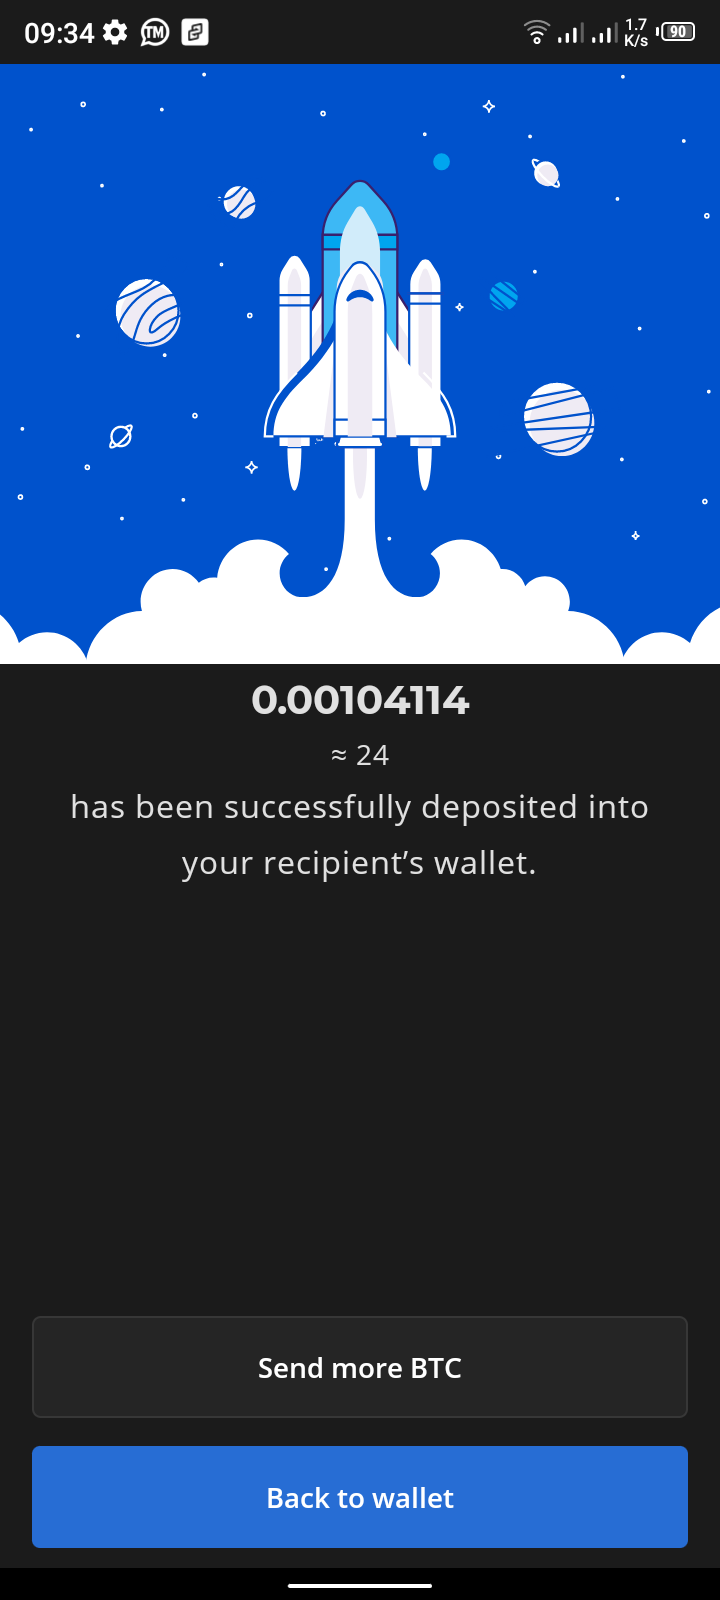 09:34 TM 1.7 K/s 90
0.00104114
≈ 24
has been successfully deposited into
your recipient’s wallet.
Send more BTC
Back to wallet